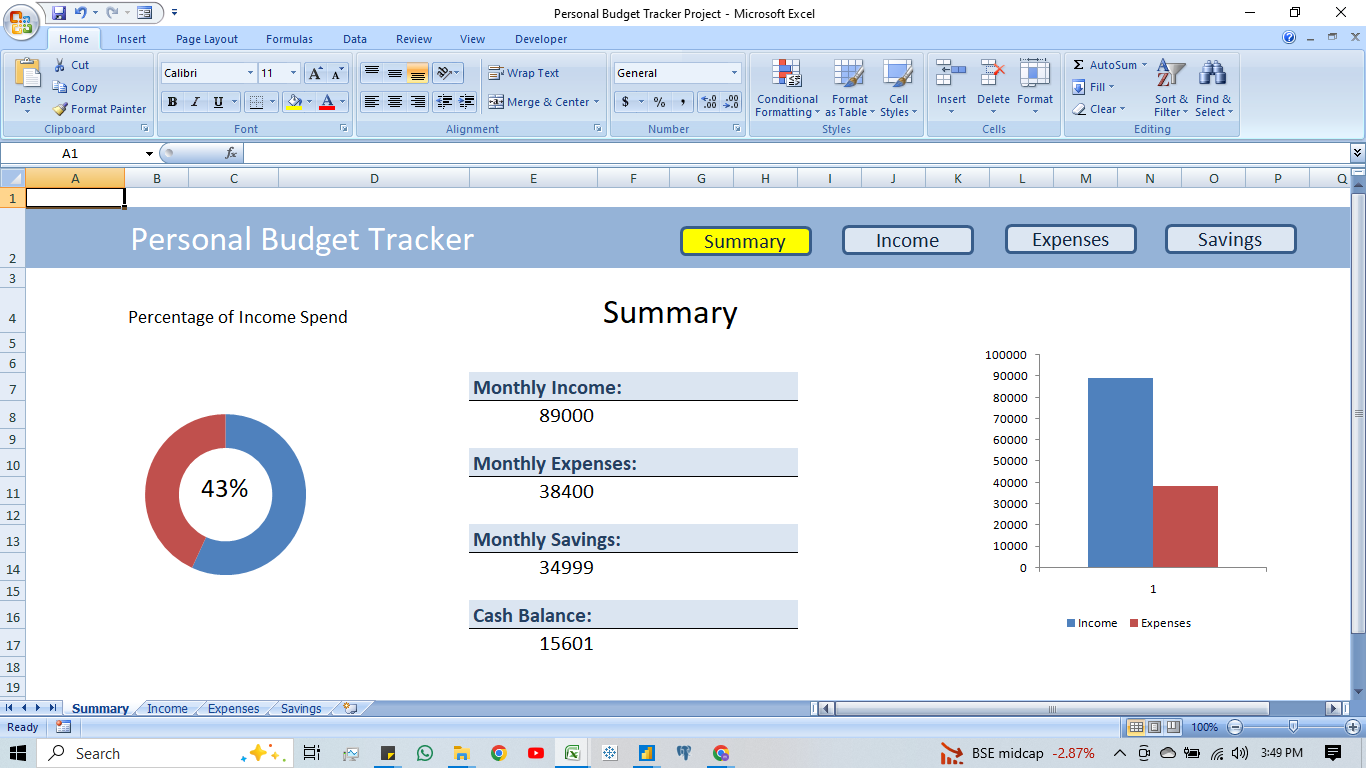 Personal Budget Tracker Project - Microsoft Excel
Home Insert Page Layout Formulas Data Review View Developer
Paste Cut Copy Format Painter
Calibri 11
B I U
Wrap Text
Merge & Center
General
$ % ,
Conditional Formatting Format as Table Cell Styles
Insert Delete Format
Σ AutoSum
Fill
Clear
Sort & Filter Find & Select
Clipboard Font Alignment Number Styles Cells Editing
A1 fx
A B C D E F G H I J K L M N O P Q
1
2 Personal Budget Tracker Summary Income Expenses Savings
3
4 Percentage of Income Spend Summary
5
6
7 Monthly Income:
8 89000
9
10 Monthly Expenses:
11 38400
12
13 Monthly Savings:
14 34999
15
16 Cash Balance:
17 15601
18
19
43%
100000
90000
80000
70000
60000
50000
40000
30000
20000
10000
0
1
Income Expenses
Summary Income Expenses Savings
Ready 100%
Search BSE midcap -2.87% 3:49 PM